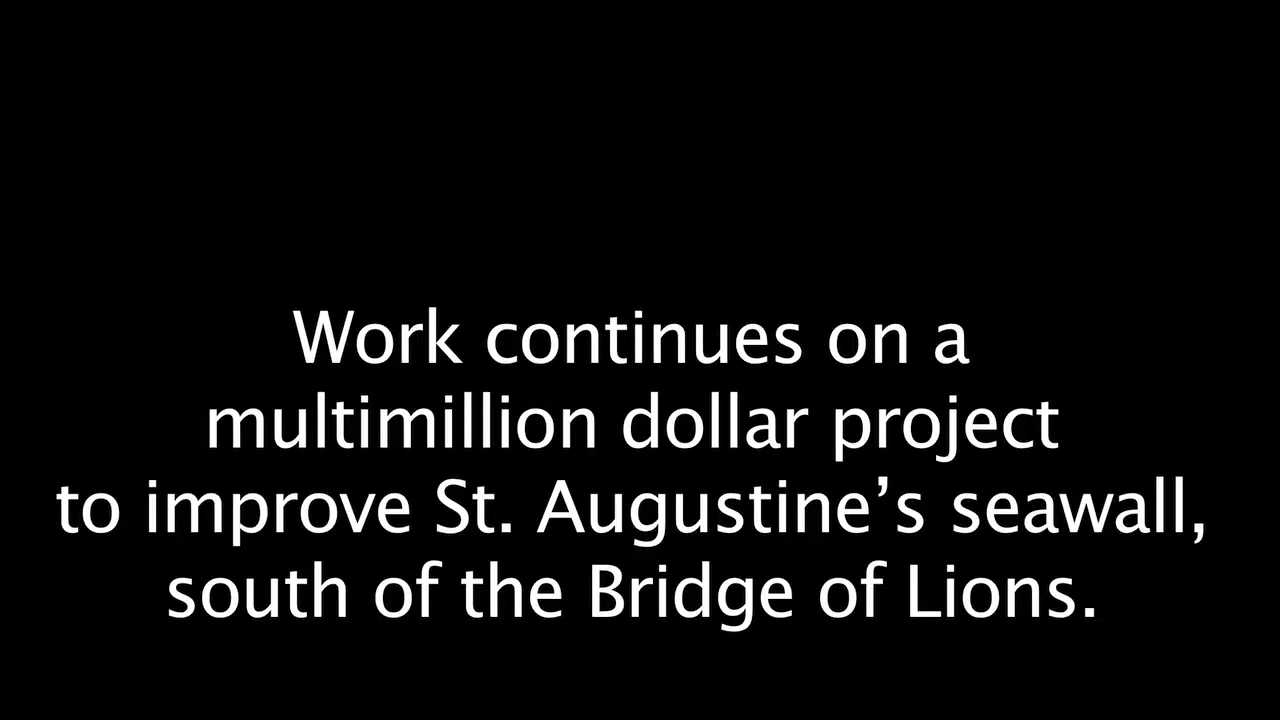 Work continues on a
multimillion dollar project
to improve St. Augustine’s seawall,
south of the Bridge of Lions.